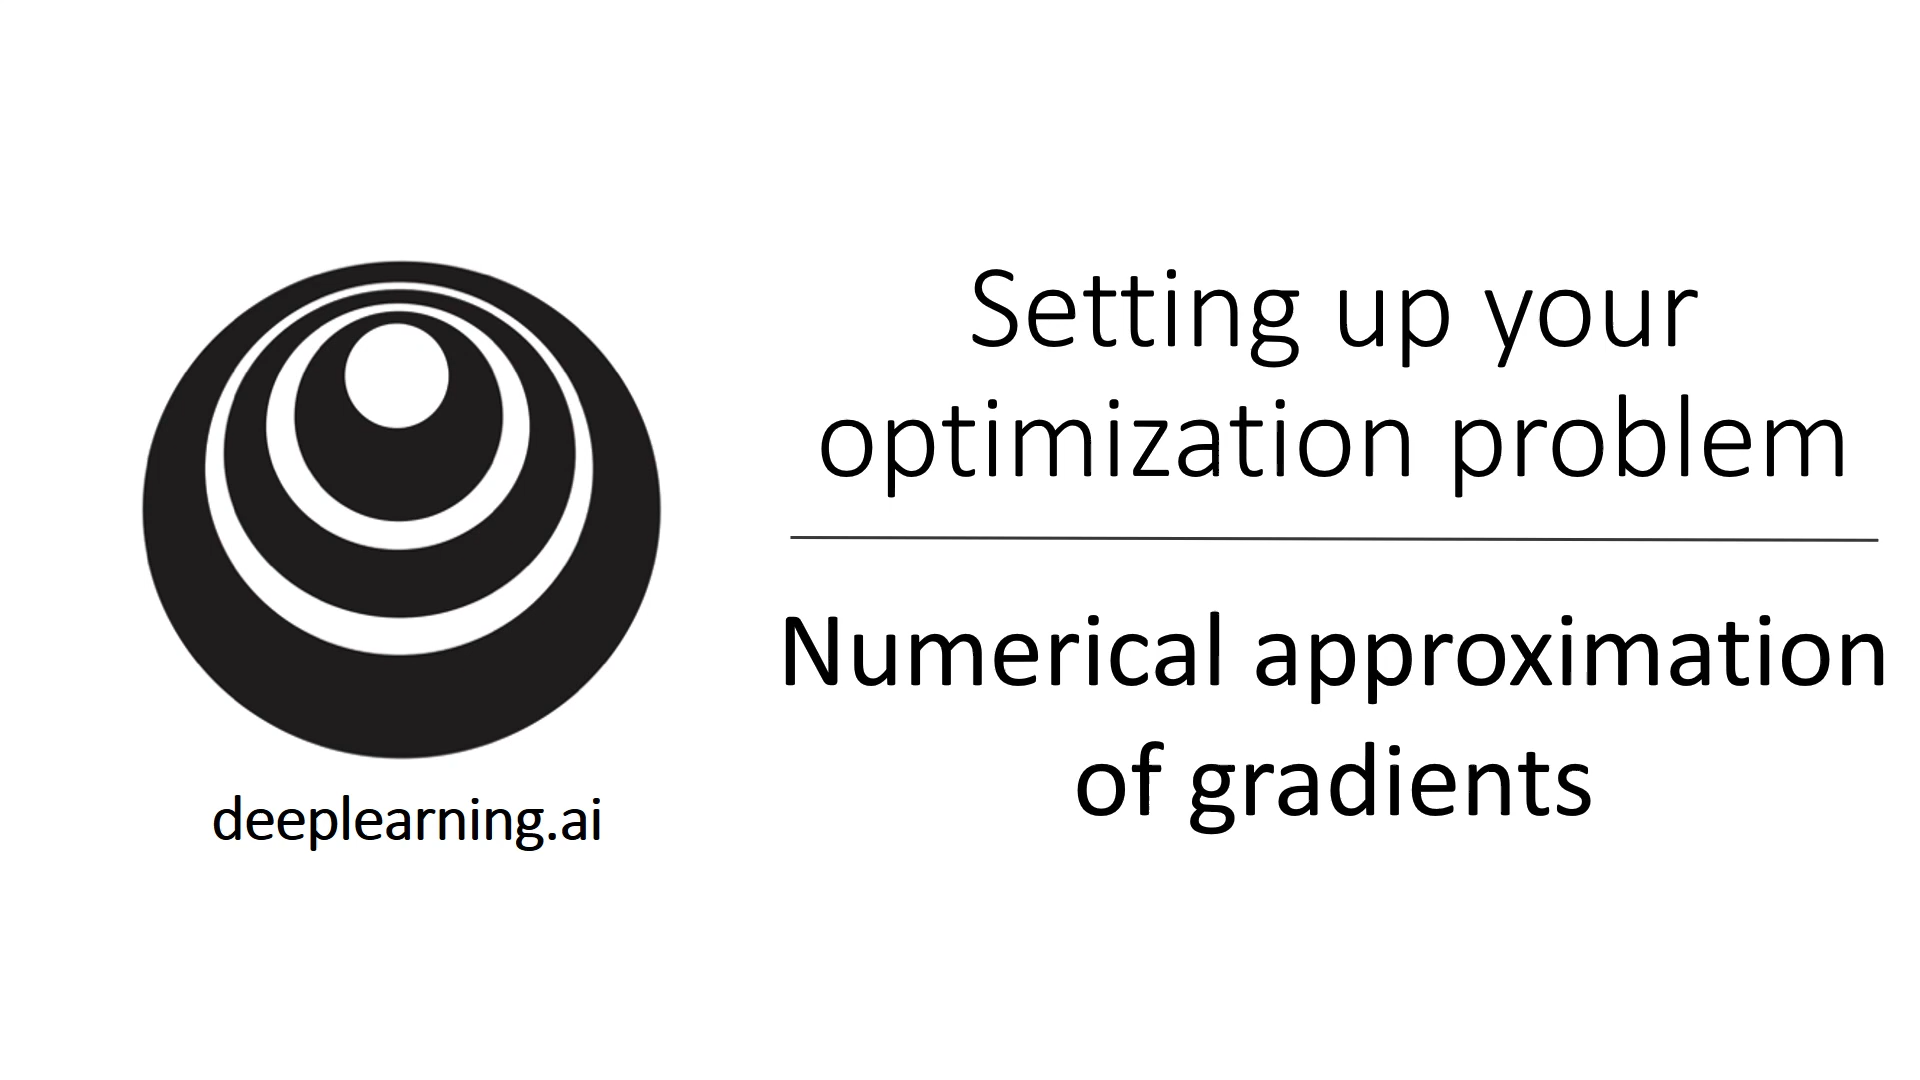 Setting up your
optimization problem
Numerical approximation
of gradients
deeplearning.ai